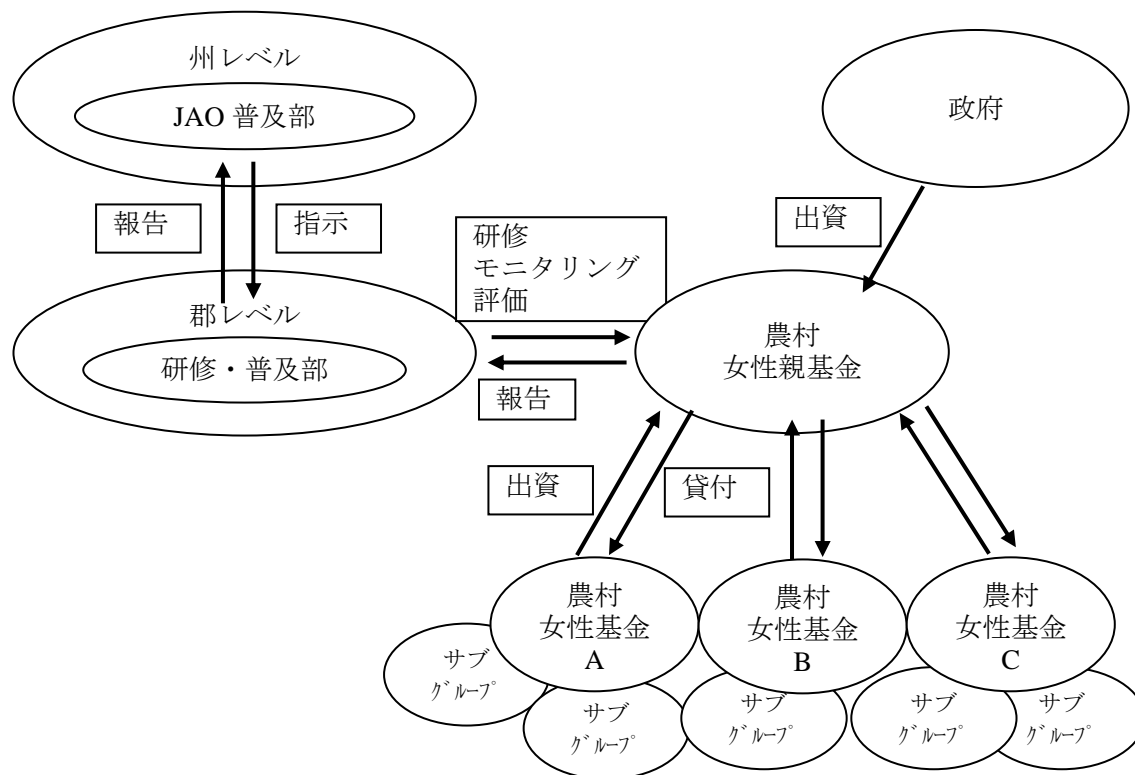 州レベル
JAO 普及部
政府
報告
指示
出資
研修
モニタリング
評価
郡レベル
研修・普及部
農村
女性親基金
報告
出資
貸付
農村
女性基金
A
農村
女性基金
B
農村
女性基金
C
サブ
グループ
サブ
グループ
サブ
グループ
サブ
グループ
サブ
グループ